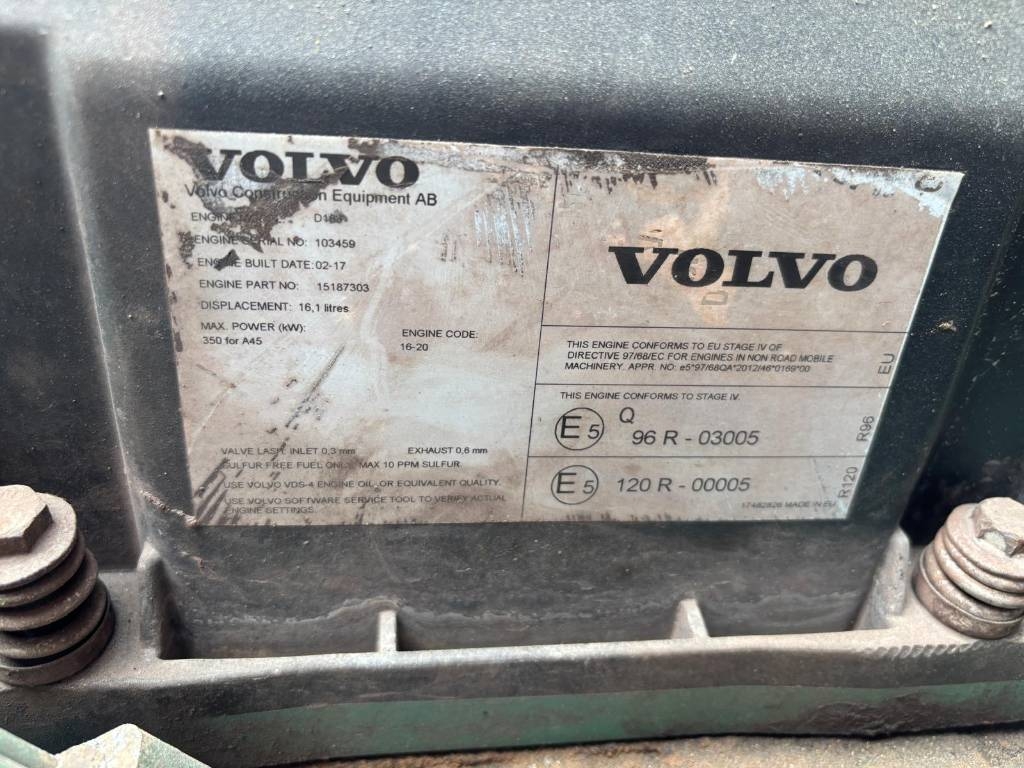 VOLVO
Volvo Construction Equipment AB
ENGINE
ENGINE SERIAL NO: 103459
ENGINE BUILT DATE: 02-17
ENGINE PART NO: 15187303
DISPLACEMENT: 16,1 litres
MAX. POWER (kW):
350 for A45
ENGINE CODE:
16-20
VALVE LASH: INLET 0,3 mm EXHAUST 0,6 mm
SULFUR FREE FUEL ONLY MAX 10 PPM SULFUR.
USE VOLVO VDS-4 ENGINE OIL, OR EQUIVALENT QUALITY.
USE VOLVO SOFTWARE SERVICE TOOL TO VERIFY ACTUAL
ENGINE SETTINGS.
VOLVO
THIS ENGINE CONFORMS TO EU STAGE IV OF
DIRECTIVE 97/68/EC FOR ENGINES IN NON ROAD MOBILE
MACHINERY. APPR. NO: e5*97/68QA*2012/46*0169*00
EU
THIS ENGINE CONFORMS TO STAGE IV.
E5 Q
96 R - 03005
R96
E5 120 R - 00005
R120
17482828 MADE IN EU